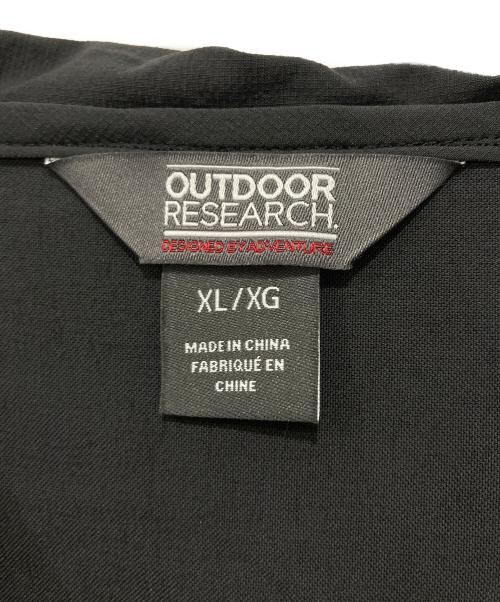 OUTDOOR
RESEARCH.
DESIGNED BY ADVENTURE
XL/XG
MADE IN CHINA
FABRIQUÉ EN
CHINE